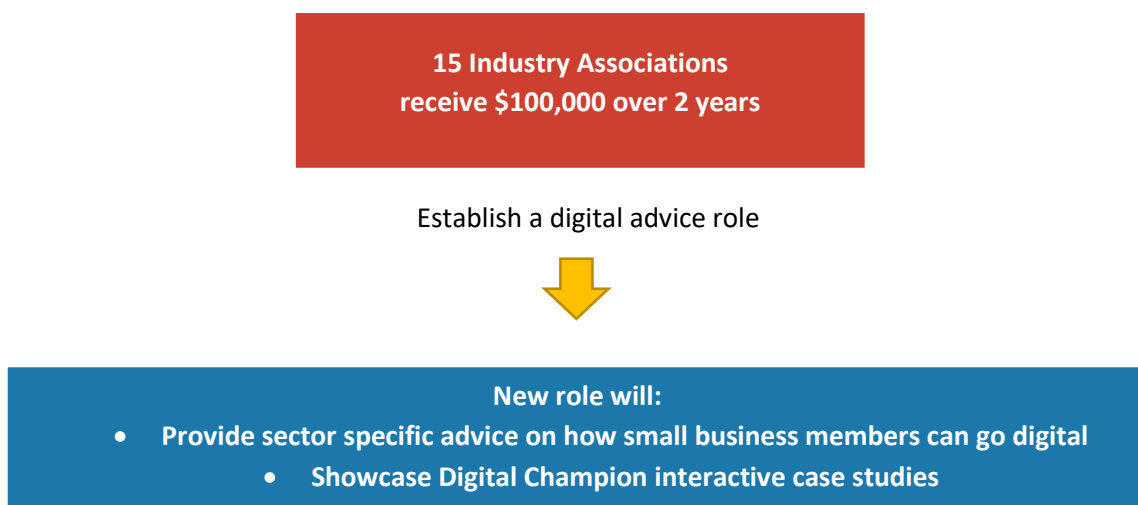 15 Industry Associations
receive $100,000 over 2 years
Establish a digital advice role
New role will:
• Provide sector specific advice on how small business members can go digital
• Showcase Digital Champion interactive case studies